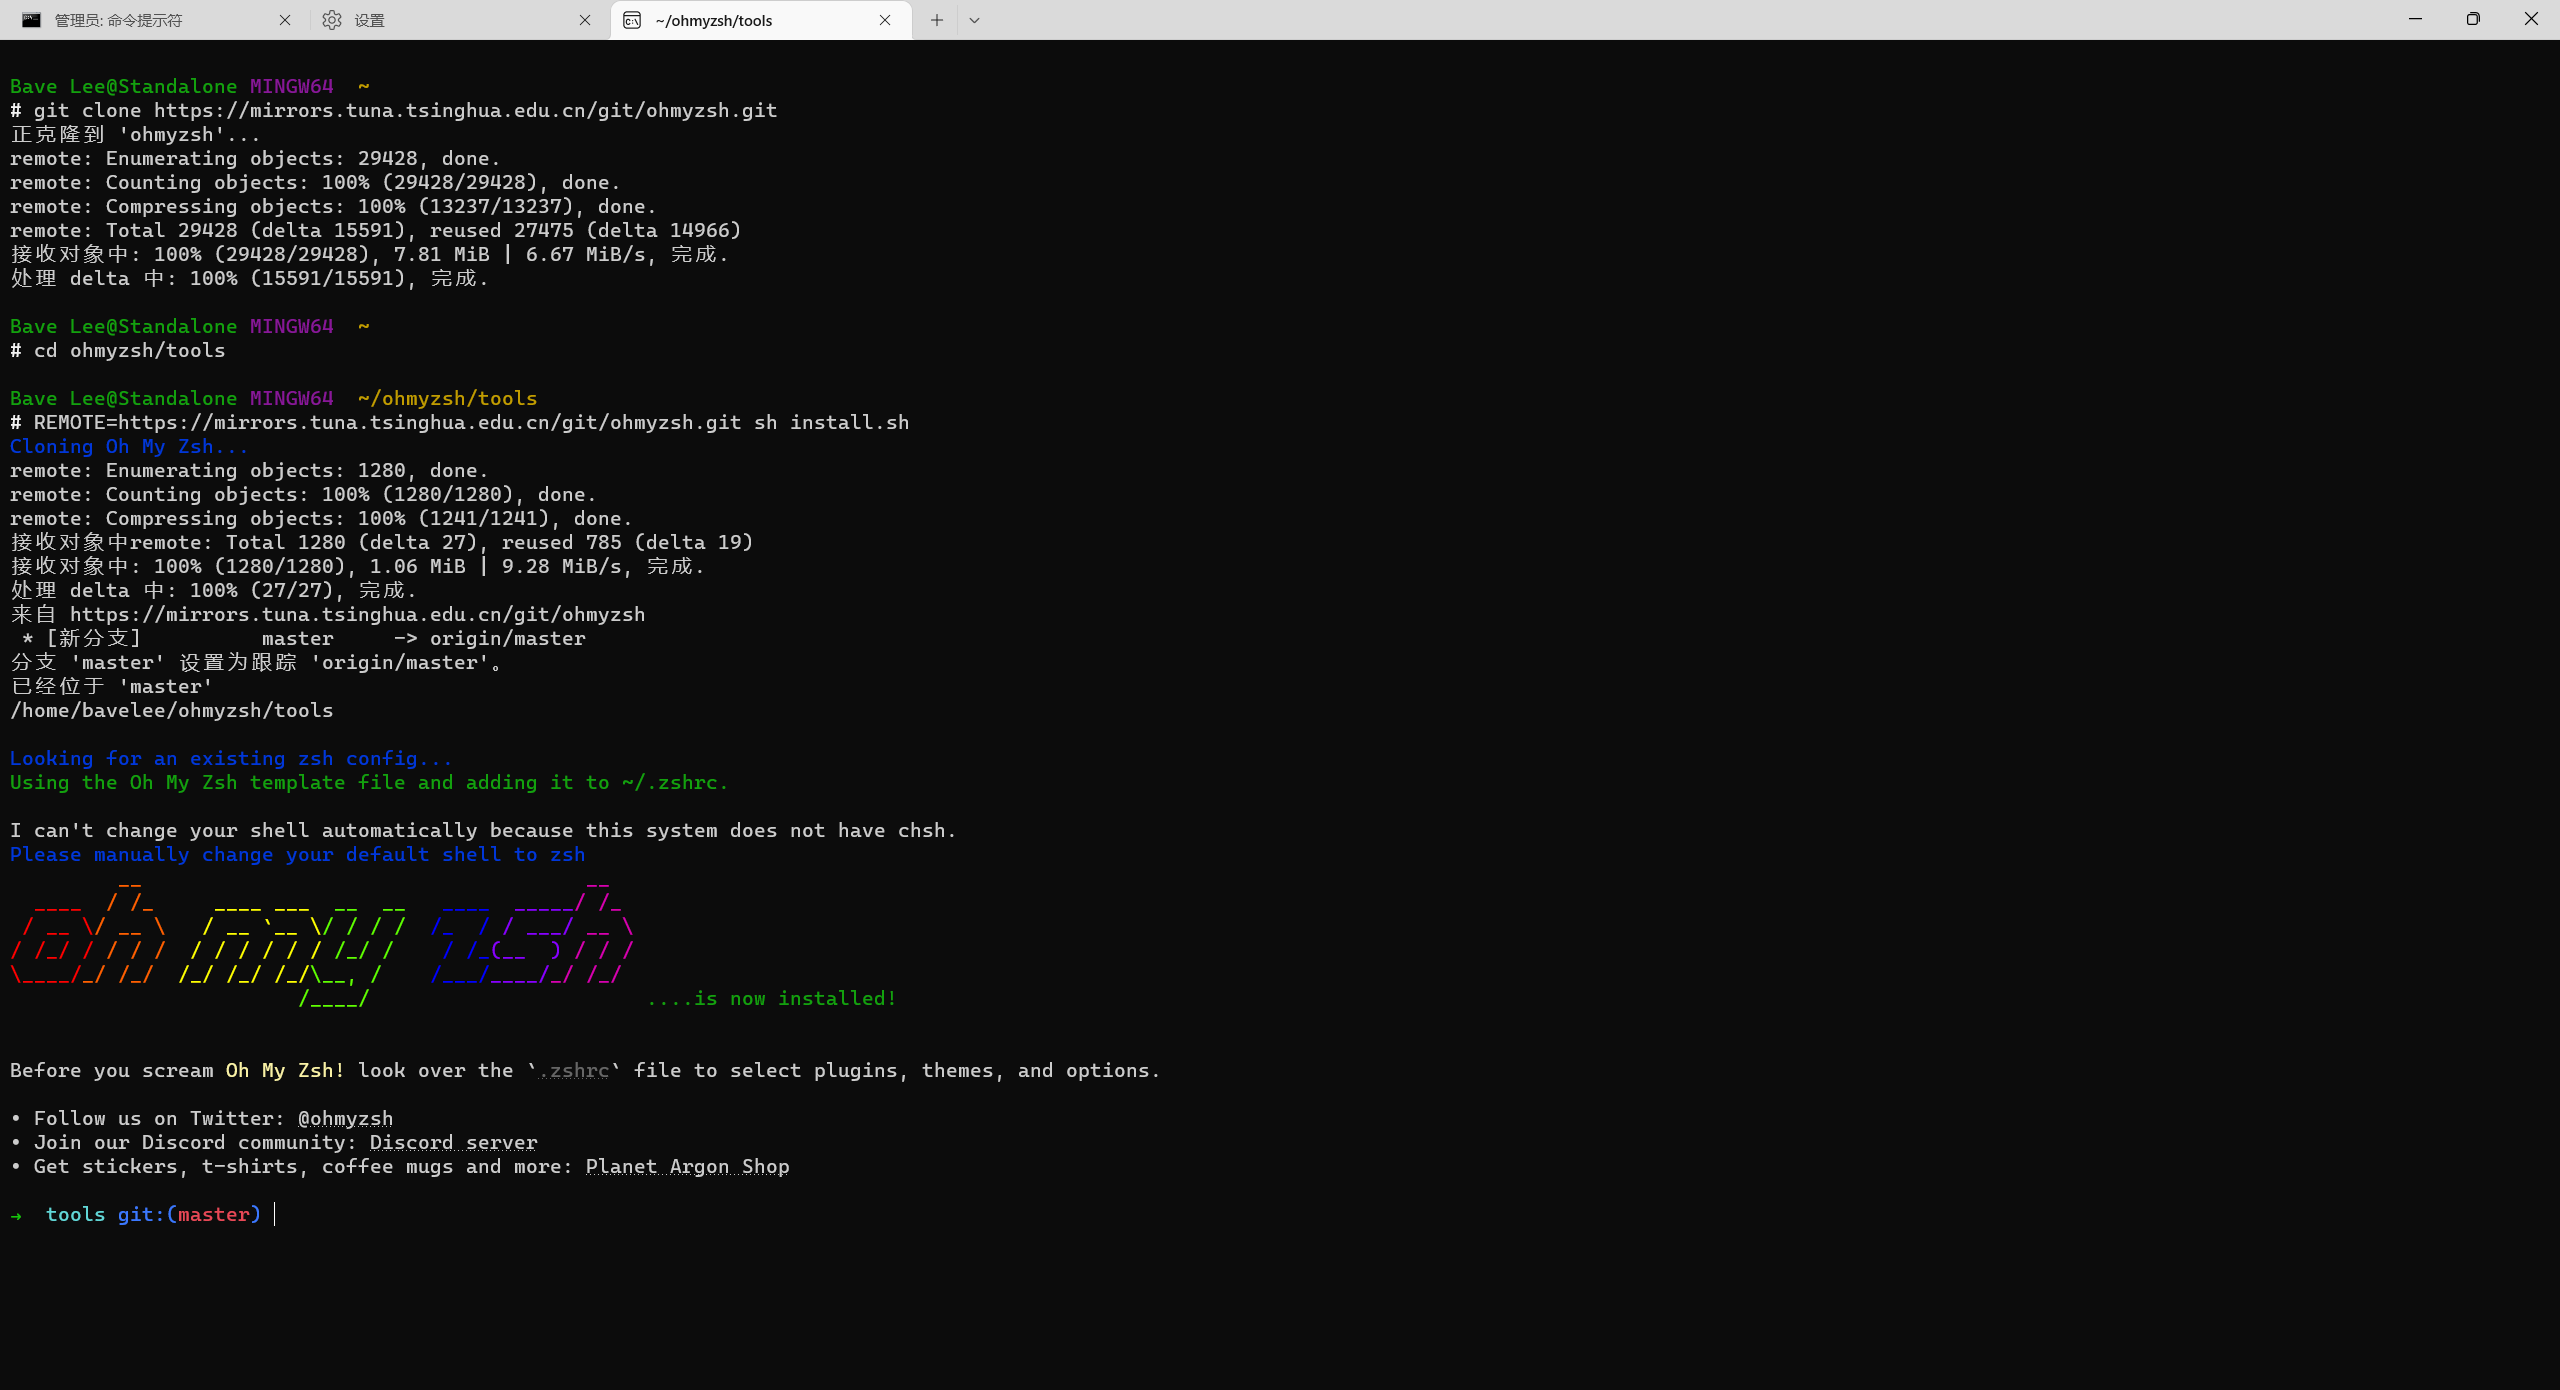 管理员: 命令提示符
设置
~/ohmyzsh/tools
Bave Lee@Standalone MINGW64  ~
# git clone https://mirrors.tuna.tsinghua.edu.cn/git/ohmyzsh.git
正克隆到 'ohmyzsh'...
remote: Enumerating objects: 29428, done.
remote: Counting objects: 100% (29428/29428), done.
remote: Compressing objects: 100% (13237/13237), done.
remote: Total 29428 (delta 15591), reused 27475 (delta 14966)
接收对象中: 100% (29428/29428), 7.81 MiB | 6.67 MiB/s, 完成.
处理 delta 中: 100% (15591/15591), 完成.
Bave Lee@Standalone MINGW64  ~
# cd ohmyzsh/tools
Bave Lee@Standalone MINGW64  ~/ohmyzsh/tools
# REMOTE=https://mirrors.tuna.tsinghua.edu.cn/git/ohmyzsh.git sh install.sh
Cloning Oh My Zsh...
remote: Enumerating objects: 1280, done.
remote: Counting objects: 100% (1280/1280), done.
remote: Compressing objects: 100% (1241/1241), done.
接收对象中remote: Total 1280 (delta 27), reused 785 (delta 19)
接收对象中: 100% (1280/1280), 1.06 MiB | 9.28 MiB/s, 完成.
处理 delta 中: 100% (27/27), 完成.
来自 https://mirrors.tuna.tsinghua.edu.cn/git/ohmyzsh
 * [新分支]          master     -> origin/master
分支 'master' 设置为跟踪 'origin/master'。
已经位于 'master'
/home/bavelee/ohmyzsh/tools
Looking for an existing zsh config...
Using the Oh My Zsh template file and adding it to ~/.zshrc.
I can't change your shell automatically because this system does not have chsh.
Please manually change your default shell to zsh
oh my zsh
....is now installed!
Before you scream Oh My Zsh! look over the `.zshrc` file to select plugins, themes, and options.
• Follow us on Twitter: @ohmyzsh
• Join our Discord community: Discord server
• Get stickers, t-shirts, coffee mugs and more: Planet Argon Shop
→  tools git:(master)